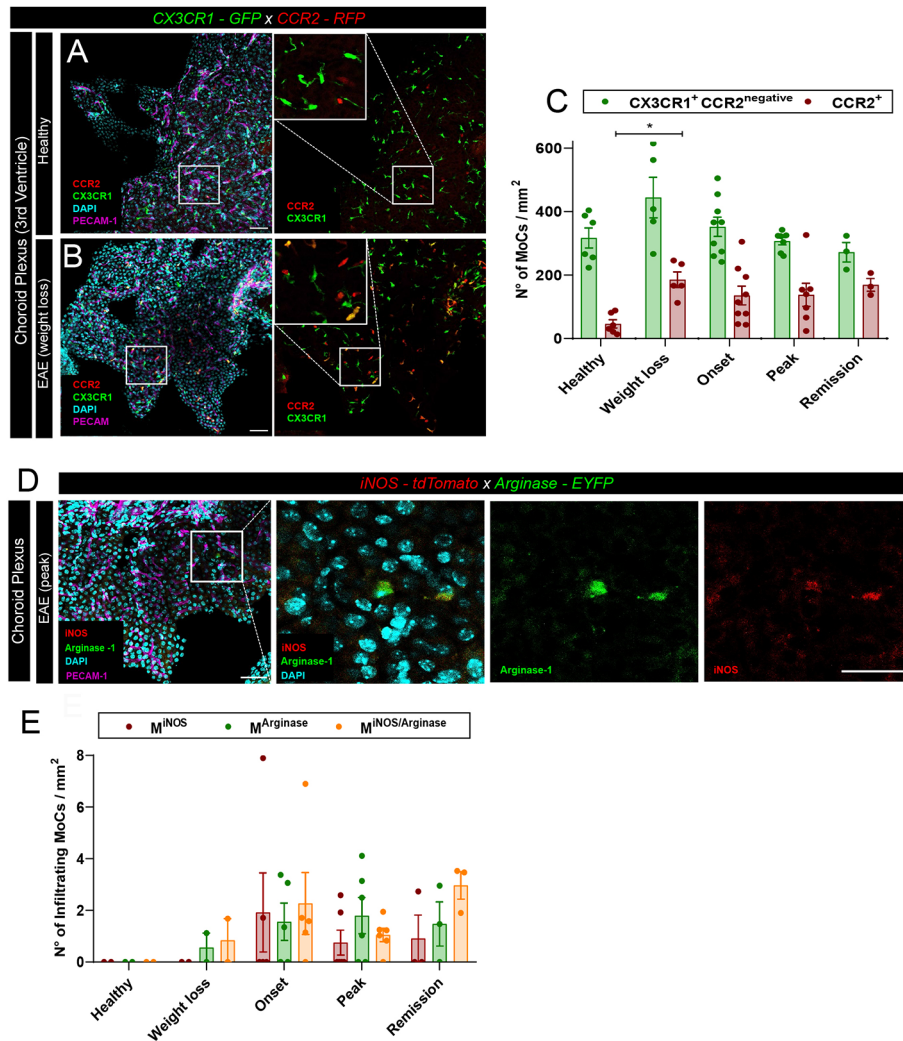 CX3CR1 - GFP x CCR2 - RFP
Choroid Plexus (3rd Ventricle)
Healthy
A
CCR2
CX3CR1
DAPI
PECAM-1
CCR2
CX3CR1
EAE (weight loss)
B
CCR2
CX3CR1
DAPI
PECAM
CCR2
CX3CR1
C
CX3CR1+ CCR2negative CCR2+
N° of MoCs / mm2
600
400
200
0
*
Healthy
Weight loss
Onset
Peak
Remission
D
iNOS - tdTomato x Arginase - EYFP
Choroid Plexus
EAE (peak)
iNOS
Arginase -1
DAPI
PECAM-1
iNOS
Arginase-1
DAPI
Arginase-1
iNOS
E
E
MiNOS MArginase MiNOS/Arginase
N° of Infiltrating MoCs / mm2
8
6
4
2
0
Healthy
Weight loss
Onset
Peak
Remission